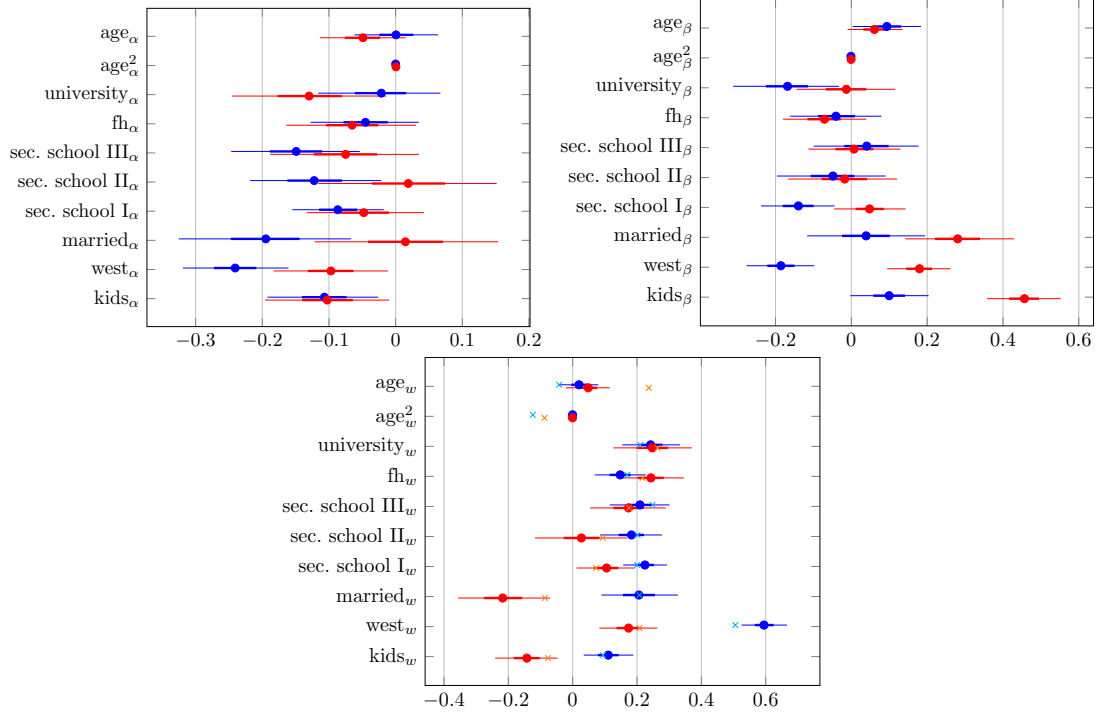 age_α
age²_α
university_α
fh_α
sec. school III_α
sec. school II_α
sec. school I_α
married_α
west_α
kids_α
−0.3 −0.2 −0.1 0 0.1 0.2
age_β
age²_β
university_β
fh_β
sec. school III_β
sec. school II_β
sec. school I_β
married_β
west_β
kids_β
−0.2 0 0.2 0.4 0.6
age_w
age²_w
university_w
fh_w
sec. school III_w
sec. school II_w
sec. school I_w
married_w
west_w
kids_w
−0.4 −0.2 0 0.2 0.4 0.6